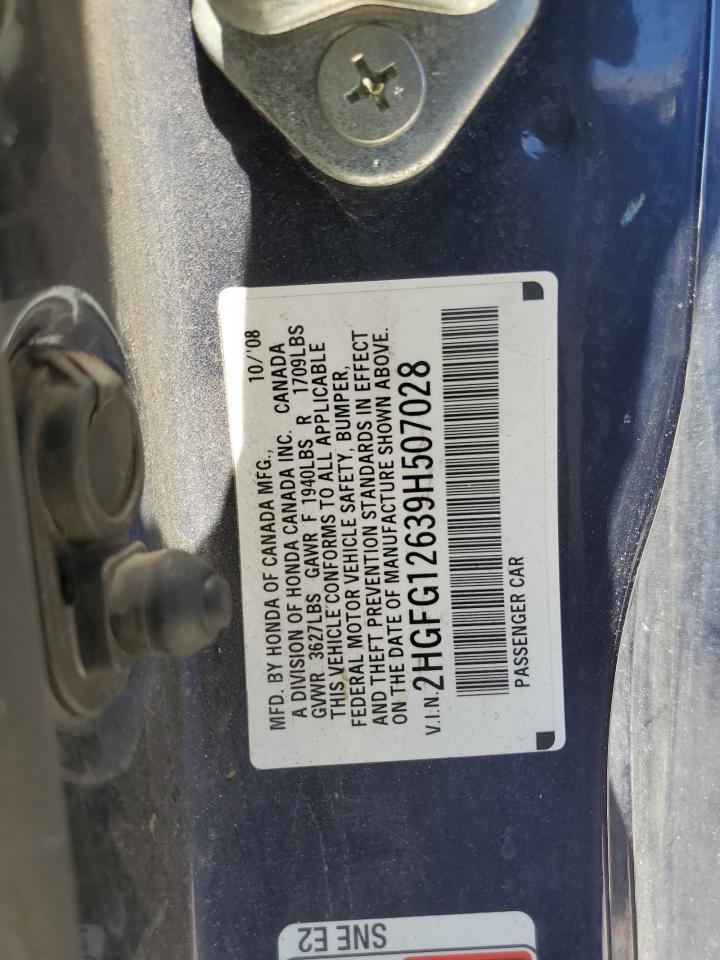 MFD. BY HONDA OF CANADA MFG., 10/'08
A DIVISION OF HONDA CANADA INC. CANADA
GVWR 3627LBS GAWR F 1940LBS R 1709LBS
THIS VEHICLE CONFORMS TO ALL APPLICABLE
FEDERAL MOTOR VEHICLE SAFETY, BUMPER,
AND THEFT PREVENTION STANDARDS IN EFFECT
ON THE DATE OF MANUFACTURE SHOWN ABOVE.
V.I.N. 2HGFG12639H507028
PASSENGER CAR
SNE E2